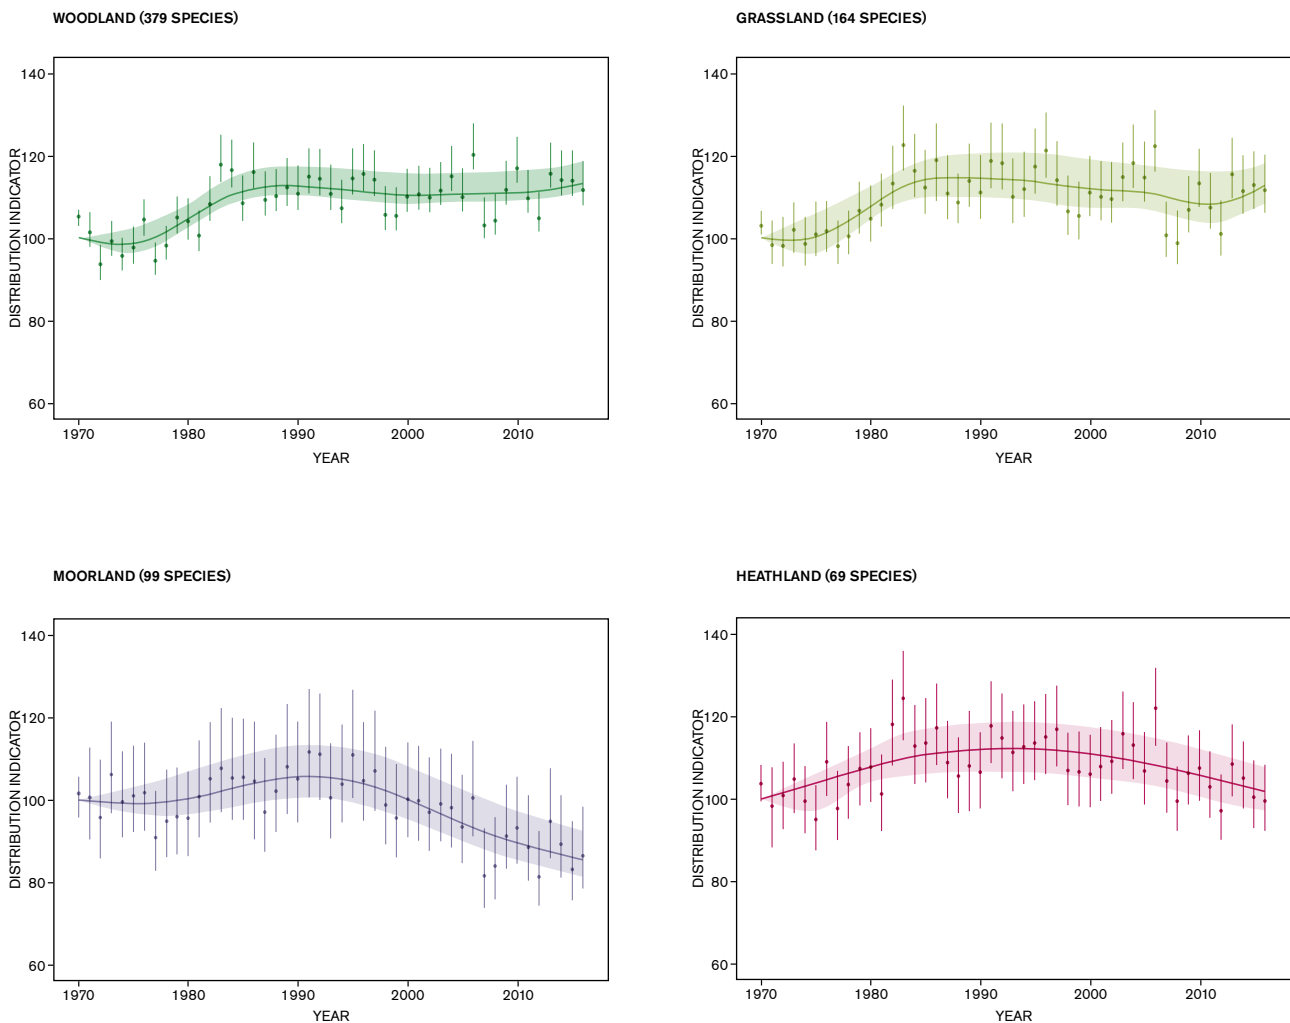 WOODLAND (379 SPECIES)
DISTRIBUTION INDICATOR
140
120
100
80
60
1970 1980 1990 2000 2010
YEAR
GRASSLAND (164 SPECIES)
DISTRIBUTION INDICATOR
140
120
100
80
60
1970 1980 1990 2000 2010
YEAR
MOORLAND (99 SPECIES)
DISTRIBUTION INDICATOR
140
120
100
80
60
1970 1980 1990 2000 2010
YEAR
HEATHLAND (69 SPECIES)
DISTRIBUTION INDICATOR
140
120
100
80
60
1970 1980 1990 2000 2010
YEAR